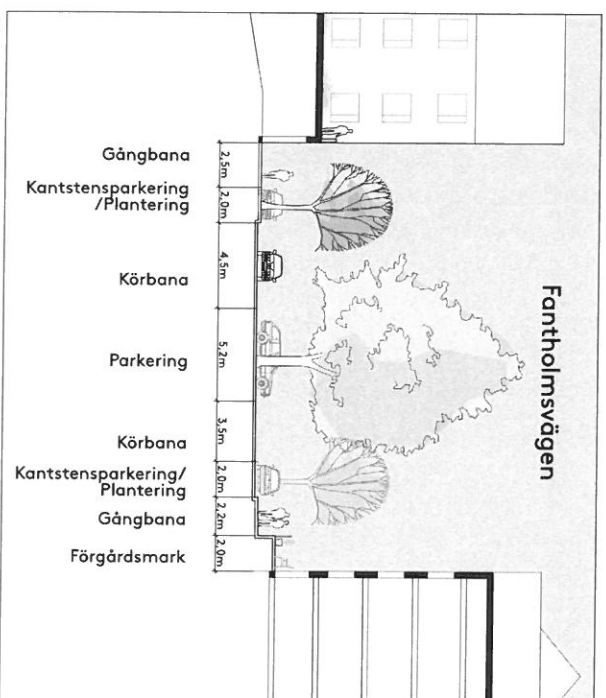 Fantholmsvägen
Gångbana
2,5m
Kantstensparkering
/Plantering
2,0m
Körbana
4,5m
Parkering
5,2m
Körbana
3,5m
Kantstensparkering/
Plantering
2,0m
Gångbana
2,2m
Förgårdsmark
2,0m